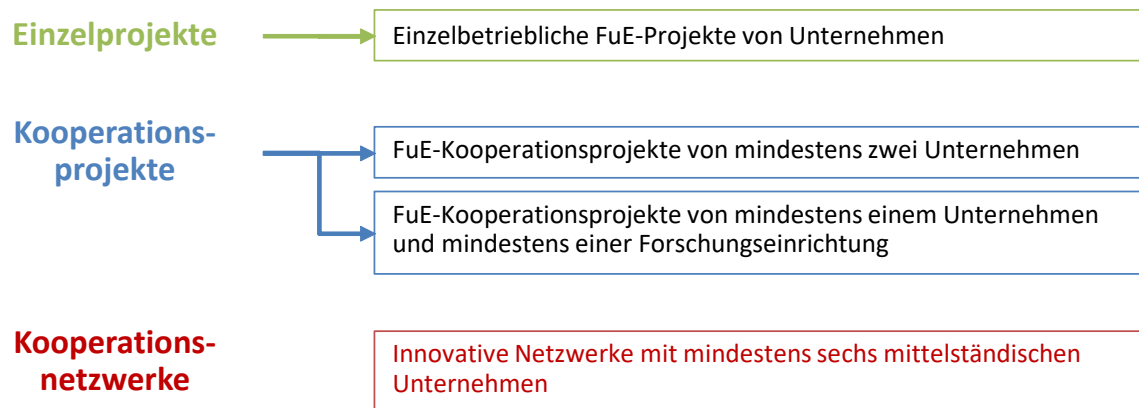 Einzelprojekte
Einzelbetriebliche FuE-Projekte von Unternehmen
Kooperations-
projekte
FuE-Kooperationsprojekte von mindestens zwei Unternehmen
FuE-Kooperationsprojekte von mindestens einem Unternehmen
und mindestens einer Forschungseinrichtung
Kooperations-
netzwerke
Innovative Netzwerke mit mindestens sechs mittelständischen
Unternehmen